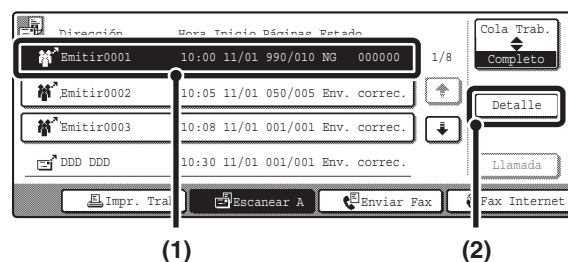 Dirección Hora Inicio Páginas Estado
Cola Trab.
Completo
Emitir0001 10:00 11/01 990/010 NG 000000
1/8
Emitir0002 10:05 11/01 050/005 Env. correc.
Detalle
Emitir0003 10:08 11/01 001/001 Env. correc.
DDD DDD 10:30 11/01 001/001 Env. correc.
Llamada
Impr. Trab Escanear A Enviar Fax Fax Internet
(1) (2)